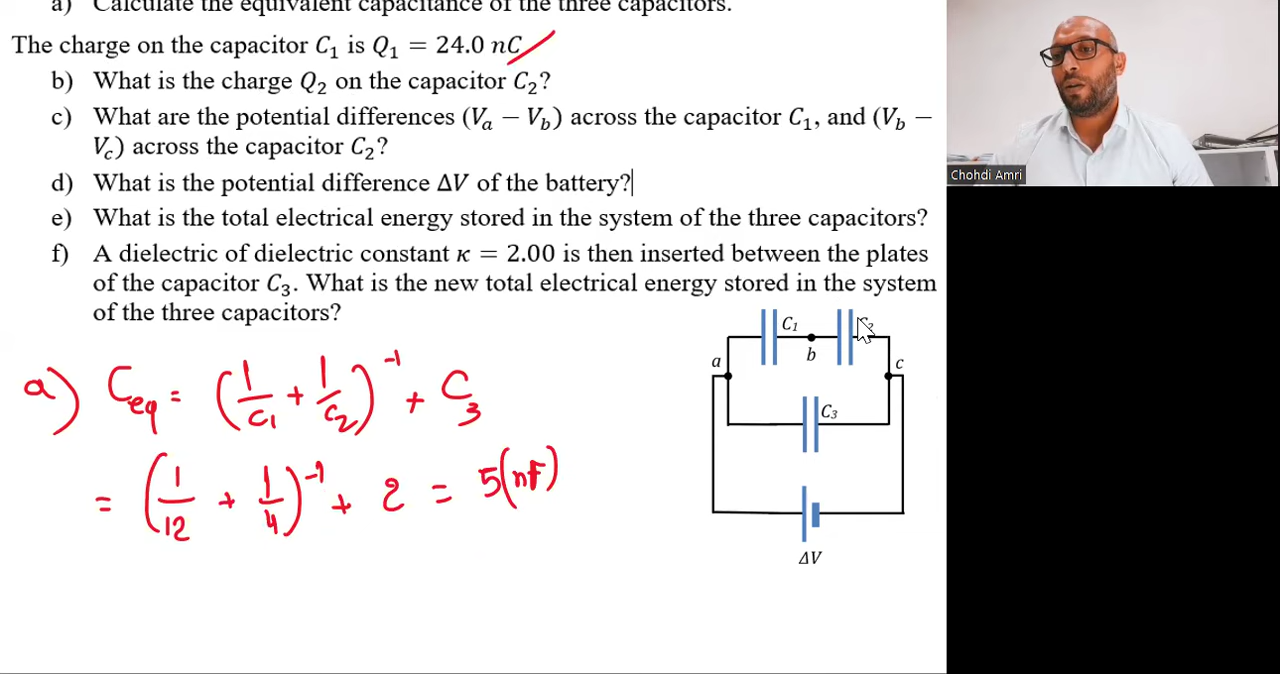 a) Calculate the equivalent capacitance of the three capacitors.
The charge on the capacitor C₁ is Q₁ = 24.0 nC
b) What is the charge Q₂ on the capacitor C₂?
c) What are the potential differences (Vₐ − V_b) across the capacitor C₁, and (V_b −
V_c) across the capacitor C₂?
d) What is the potential difference ΔV of the battery?
e) What is the total electrical energy stored in the system of the three capacitors?
f) A dielectric of dielectric constant κ = 2.00 is then inserted between the plates
of the capacitor C₃. What is the new total electrical energy stored in the system
of the three capacitors?
a) C_eq = (1/C₁ + 1/C₂)⁻¹ + C₃
= (1/12 + 1/4)⁻¹ + 2 = 5(nF)
C₁
a
b
c
C₃
ΔV
Chohdi Amri